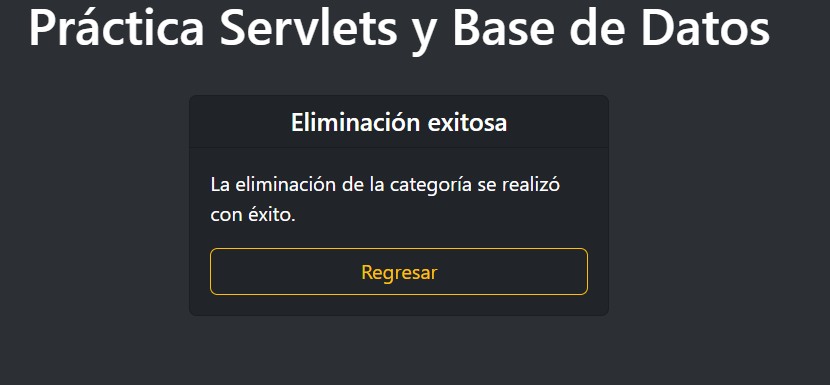 Práctica Servlets y Base de Datos
Eliminación exitosa
La eliminación de la categoría se realizó
con éxito.
Regresar